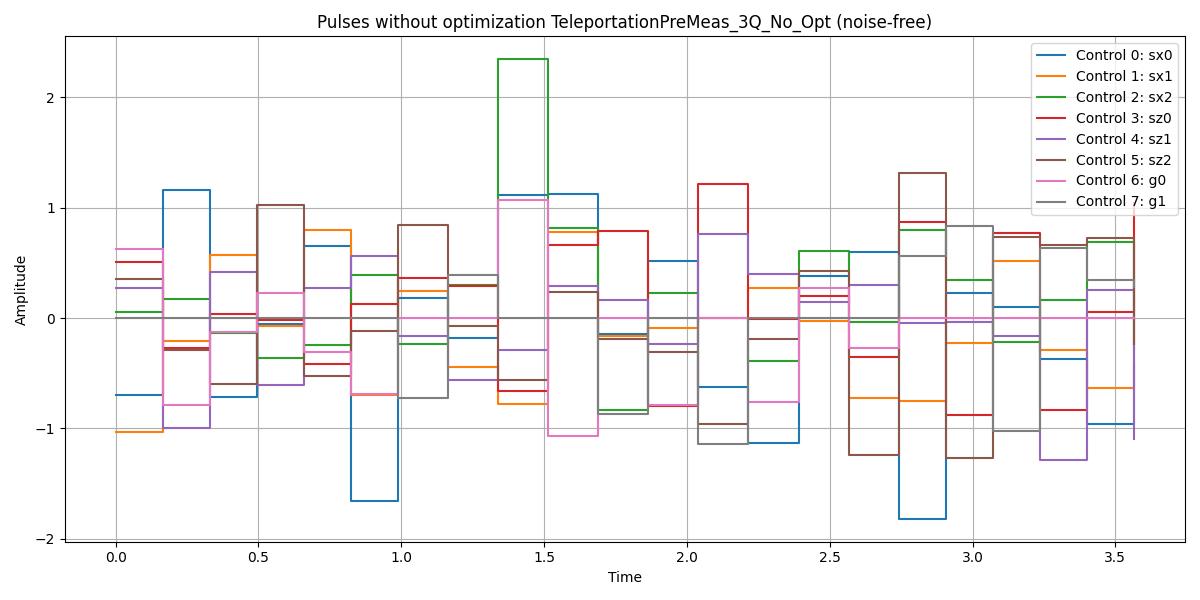 Pulses without optimization TeleportationPreMeas_3Q_No_Opt (noise-free)
Control 0: sx0
Control 1: sx1
Control 2: sx2
Control 3: sz0
Control 4: sz1
Control 5: sz2
Control 6: g0
Control 7: g1
Amplitude
2
1
0
−1
−2
0.0 0.5 1.0 1.5 2.0 2.5 3.0 3.5
Time